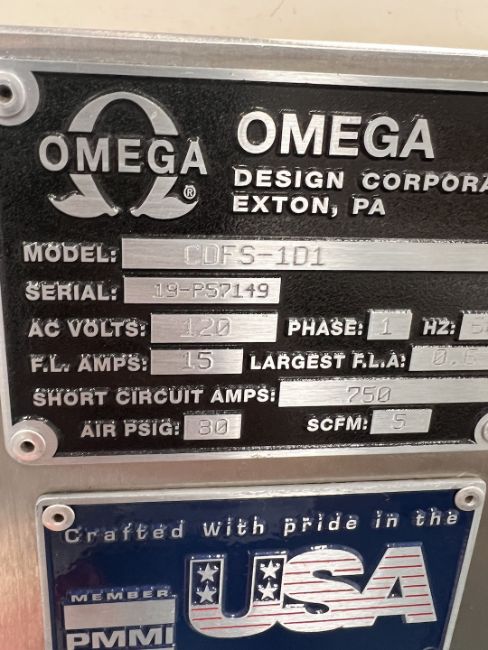 OMEGA ®
OMEGA
DESIGN CORPORA
EXTON, PA
MODEL: CDFS-1D1
SERIAL: 19-PS7149
AC VOLTS: 120 PHASE: 1 HZ:
F.L. AMPS: 15 LARGEST F.L.A: 0.6
SHORT CIRCUIT AMPS: 750
AIR PSIG: 80 SCFM: 5
Crafted With pride in the
USA
MEMBER
PMMI